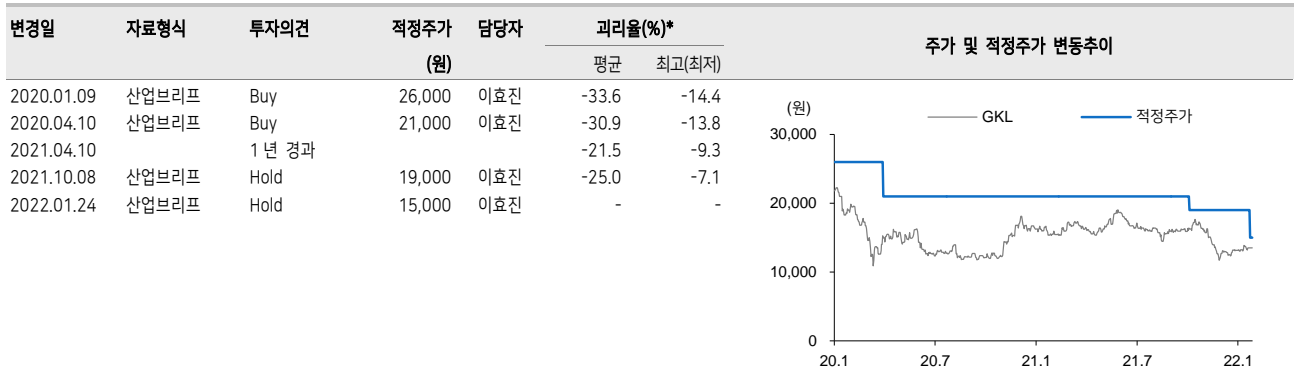 변경일 자료형식 투자의견 적정주가 담당자 괴리율(%)* 주가 및 적정주가 변동추이
(원) 평균 최고(최저)
2020.01.09 산업브리프 Buy 26,000 이효진 -33.6 -14.4
2020.04.10 산업브리프 Buy 21,000 이효진 -30.9 -13.8
2021.04.10 1년 경과 -21.5 -9.3
2021.10.08 산업브리프 Hold 19,000 이효진 -25.0 -7.1
2022.01.24 산업브리프 Hold 15,000 이효진 - -
(원)
GKL 적정주가
30,000
20,000
10,000
0
20.1 20.7 21.1 21.7 22.1